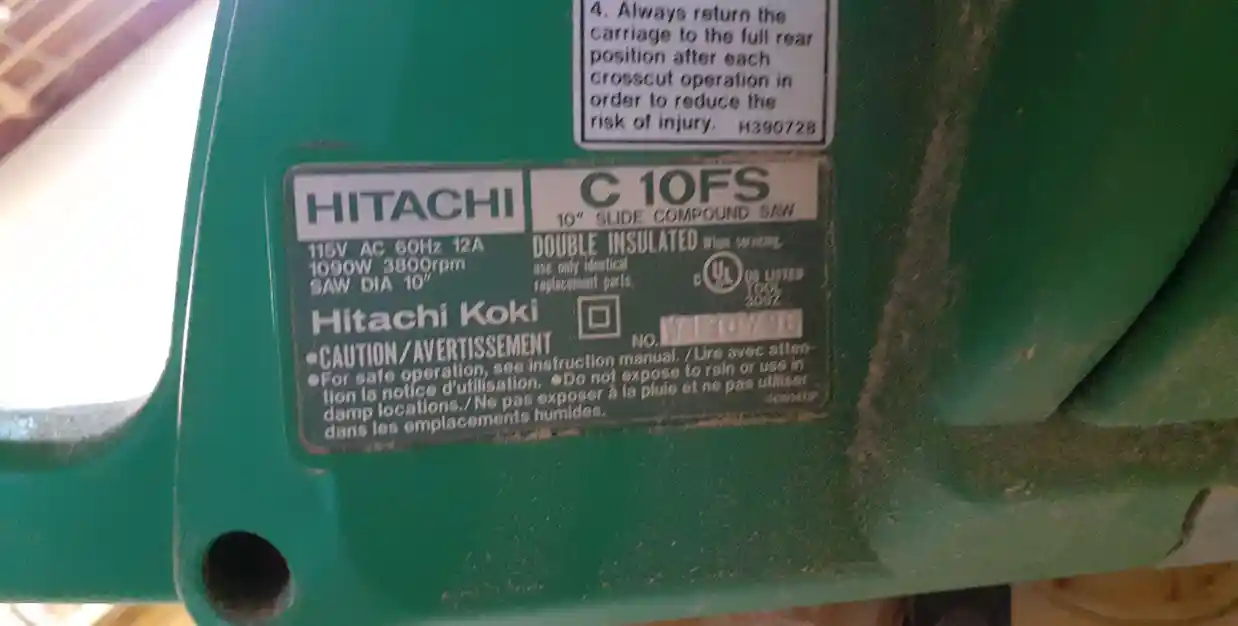 4. Always return the
carriage to the full rear
position after each
crosscut operation in
order to reduce the
risk of injury. H390728
HITACHI
C 10FS
10" SLIDE COMPOUND SAW
115V AC 60Hz 12A
1090W 3800rpm
SAW DIA 10"
DOUBLE INSULATED When servicing,
use only identical
replacement parts.
C UL US LISTED
TOOL
Hitachi Koki
NO.
●CAUTION/AVERTISSEMENT
●For safe operation, see instruction manual. /Lire avec atten-
tion la notice d'utilisation. ●Do not expose to rain or use in
damp locations./Ne pas exposer à la pluie et ne pas utiliser
dans les emplacements humides.